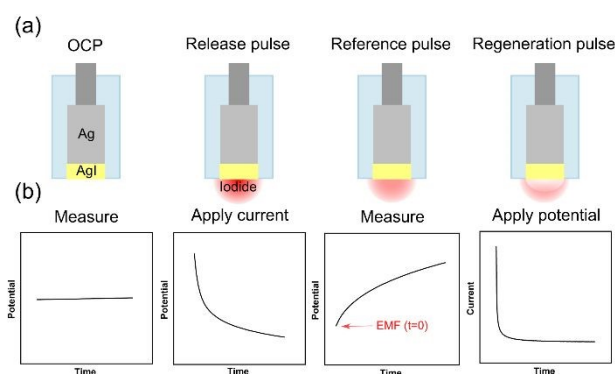 (a)
OCP
Release pulse
Reference pulse
Regeneration pulse
Ag
AgI
Iodide
(b)
Measure
Apply current
Measure
Apply potential
Potential
Time
Potential
Time
Potential
EMF (t=0)
Time
Current
Time